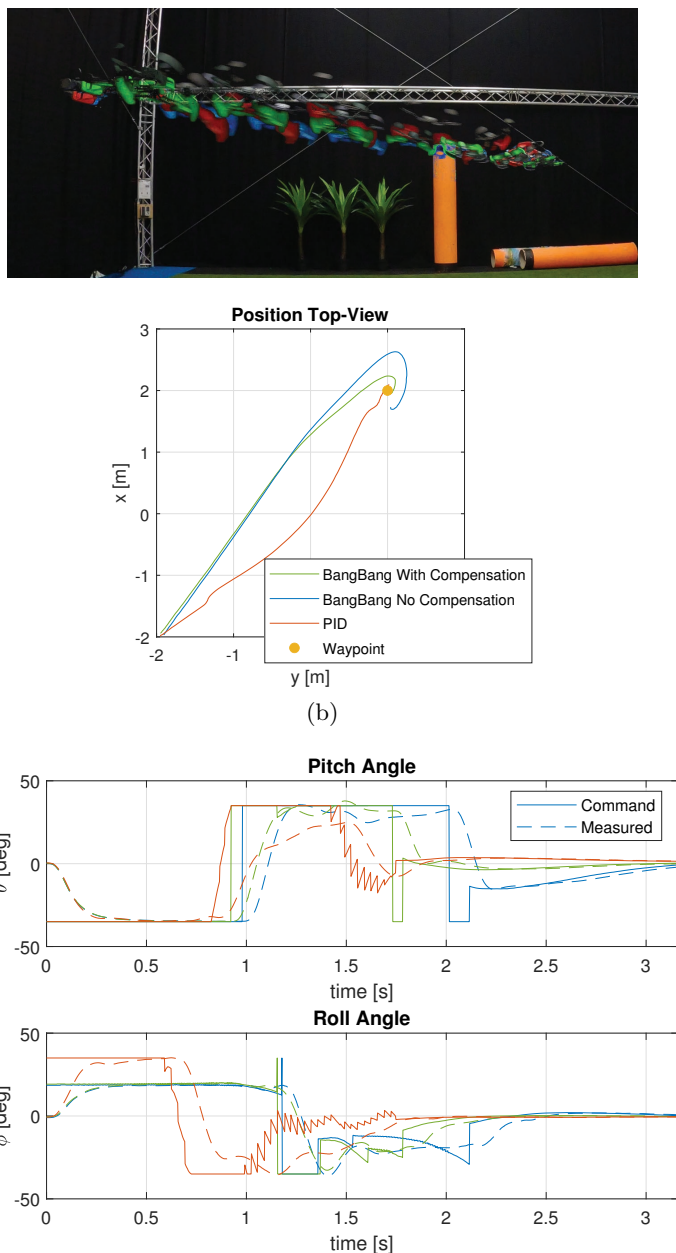 Position Top-View
3
2
1
0
-1
-2
x [m]
-2
-1
y [m]
BangBang With Compensation
BangBang No Compensation
PID
Waypoint
(b)
Pitch Angle
50
0
-50
[deg]
Command
Measured
0
0.5
1
1.5
2
2.5
3
time [s]
Roll Angle
50
0
-50
[deg]
0
0.5
1
1.5
2
2.5
3
time [s]